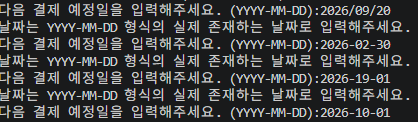 다음 결제 예정일을 입력해주세요. (YYYY-MM-DD):2026/09/20
날짜는 YYYY-MM-DD 형식의 실제 존재하는 날짜로 입력해주세요.
다음 결제 예정일을 입력해주세요. (YYYY-MM-DD):2026-02-30
날짜는 YYYY-MM-DD 형식의 실제 존재하는 날짜로 입력해주세요.
다음 결제 예정일을 입력해주세요. (YYYY-MM-DD):2026-19-01
날짜는 YYYY-MM-DD 형식의 실제 존재하는 날짜로 입력해주세요.
다음 결제 예정일을 입력해주세요. (YYYY-MM-DD):2026-10-01